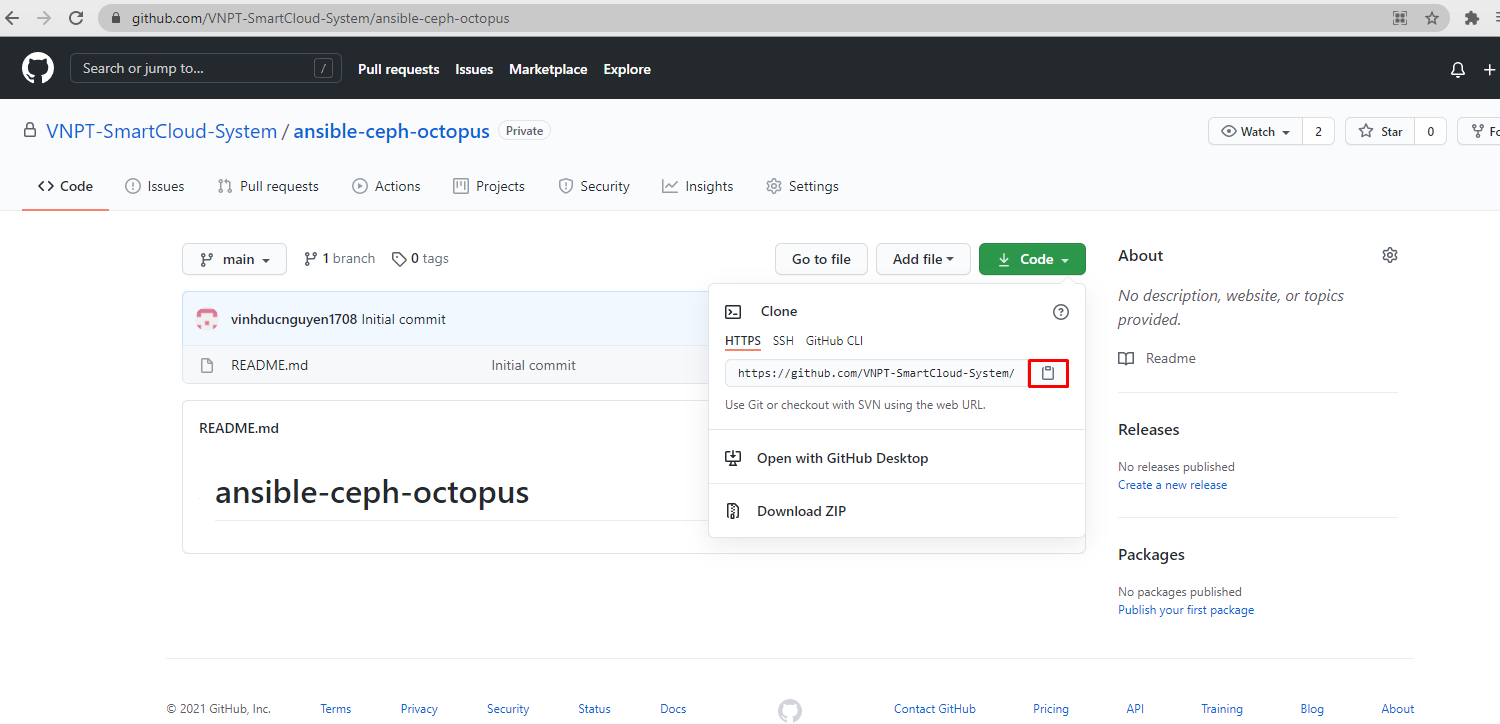 github.com/VNPT-SmartCloud-System/ansible-ceph-octopus
Search or jump to... / Pull requests Issues Marketplace Explore
VNPT-SmartCloud-System / ansible-ceph-octopus Private Watch 2 Star 0
Code Issues Pull requests Actions Projects Security Insights Settings
main 1 branch 0 tags Go to file Add file Code
vinhducnguyen1708 Initial commit
README.md Initial commit
README.md
ansible-ceph-octopus
Clone
HTTPS SSH GitHub CLI
https://github.com/VNPT-SmartCloud-System/
Use Git or checkout with SVN using the web URL.
Open with GitHub Desktop
Download ZIP
About
No description, website, or topics
provided.
Readme
Releases
No releases published
Create a new release
Packages
No packages published
Publish your first package
© 2021 GitHub, Inc. Terms Privacy Security Status Docs Contact GitHub Pricing API Training Blog About